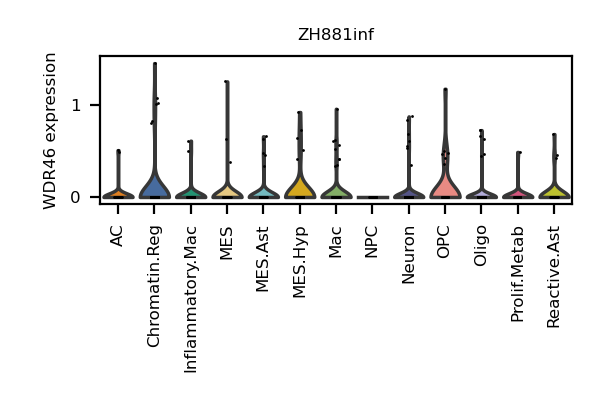 ZH881inf
WDR46 expression
1
0
AC
Chromatin.Reg
Inflammatory.Mac
MES
MES.Ast
MES.Hyp
Mac
NPC
Neuron
OPC
Oligo
Prolif.Metab
Reactive.Ast